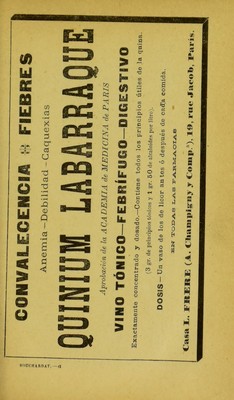 CONVALECENCIA & FIEBRES
Anemia-Debilidad-Caquexias
QUINIUM LABARRAQUE
Aprobación de la ACADEMIA de MEDICINA de PARIS
VINO TÓNICO—FEBRÍFUGO—DIGESTIVO
Exactamente concentrado y dosado.—Contiene todos los principios útiles de la quina.
(3 gr. de principios tónicos y 1 gr. 50 de alcaloides por litro).
DOSIS—Un vaso de los de licor antes ó después de cada comida.
EN TODAS LAS FARMACIAS
Casa L. FRERE (A. Champigny y Compª), 19, rue Jacob, París.
BOUCHARDAT.—